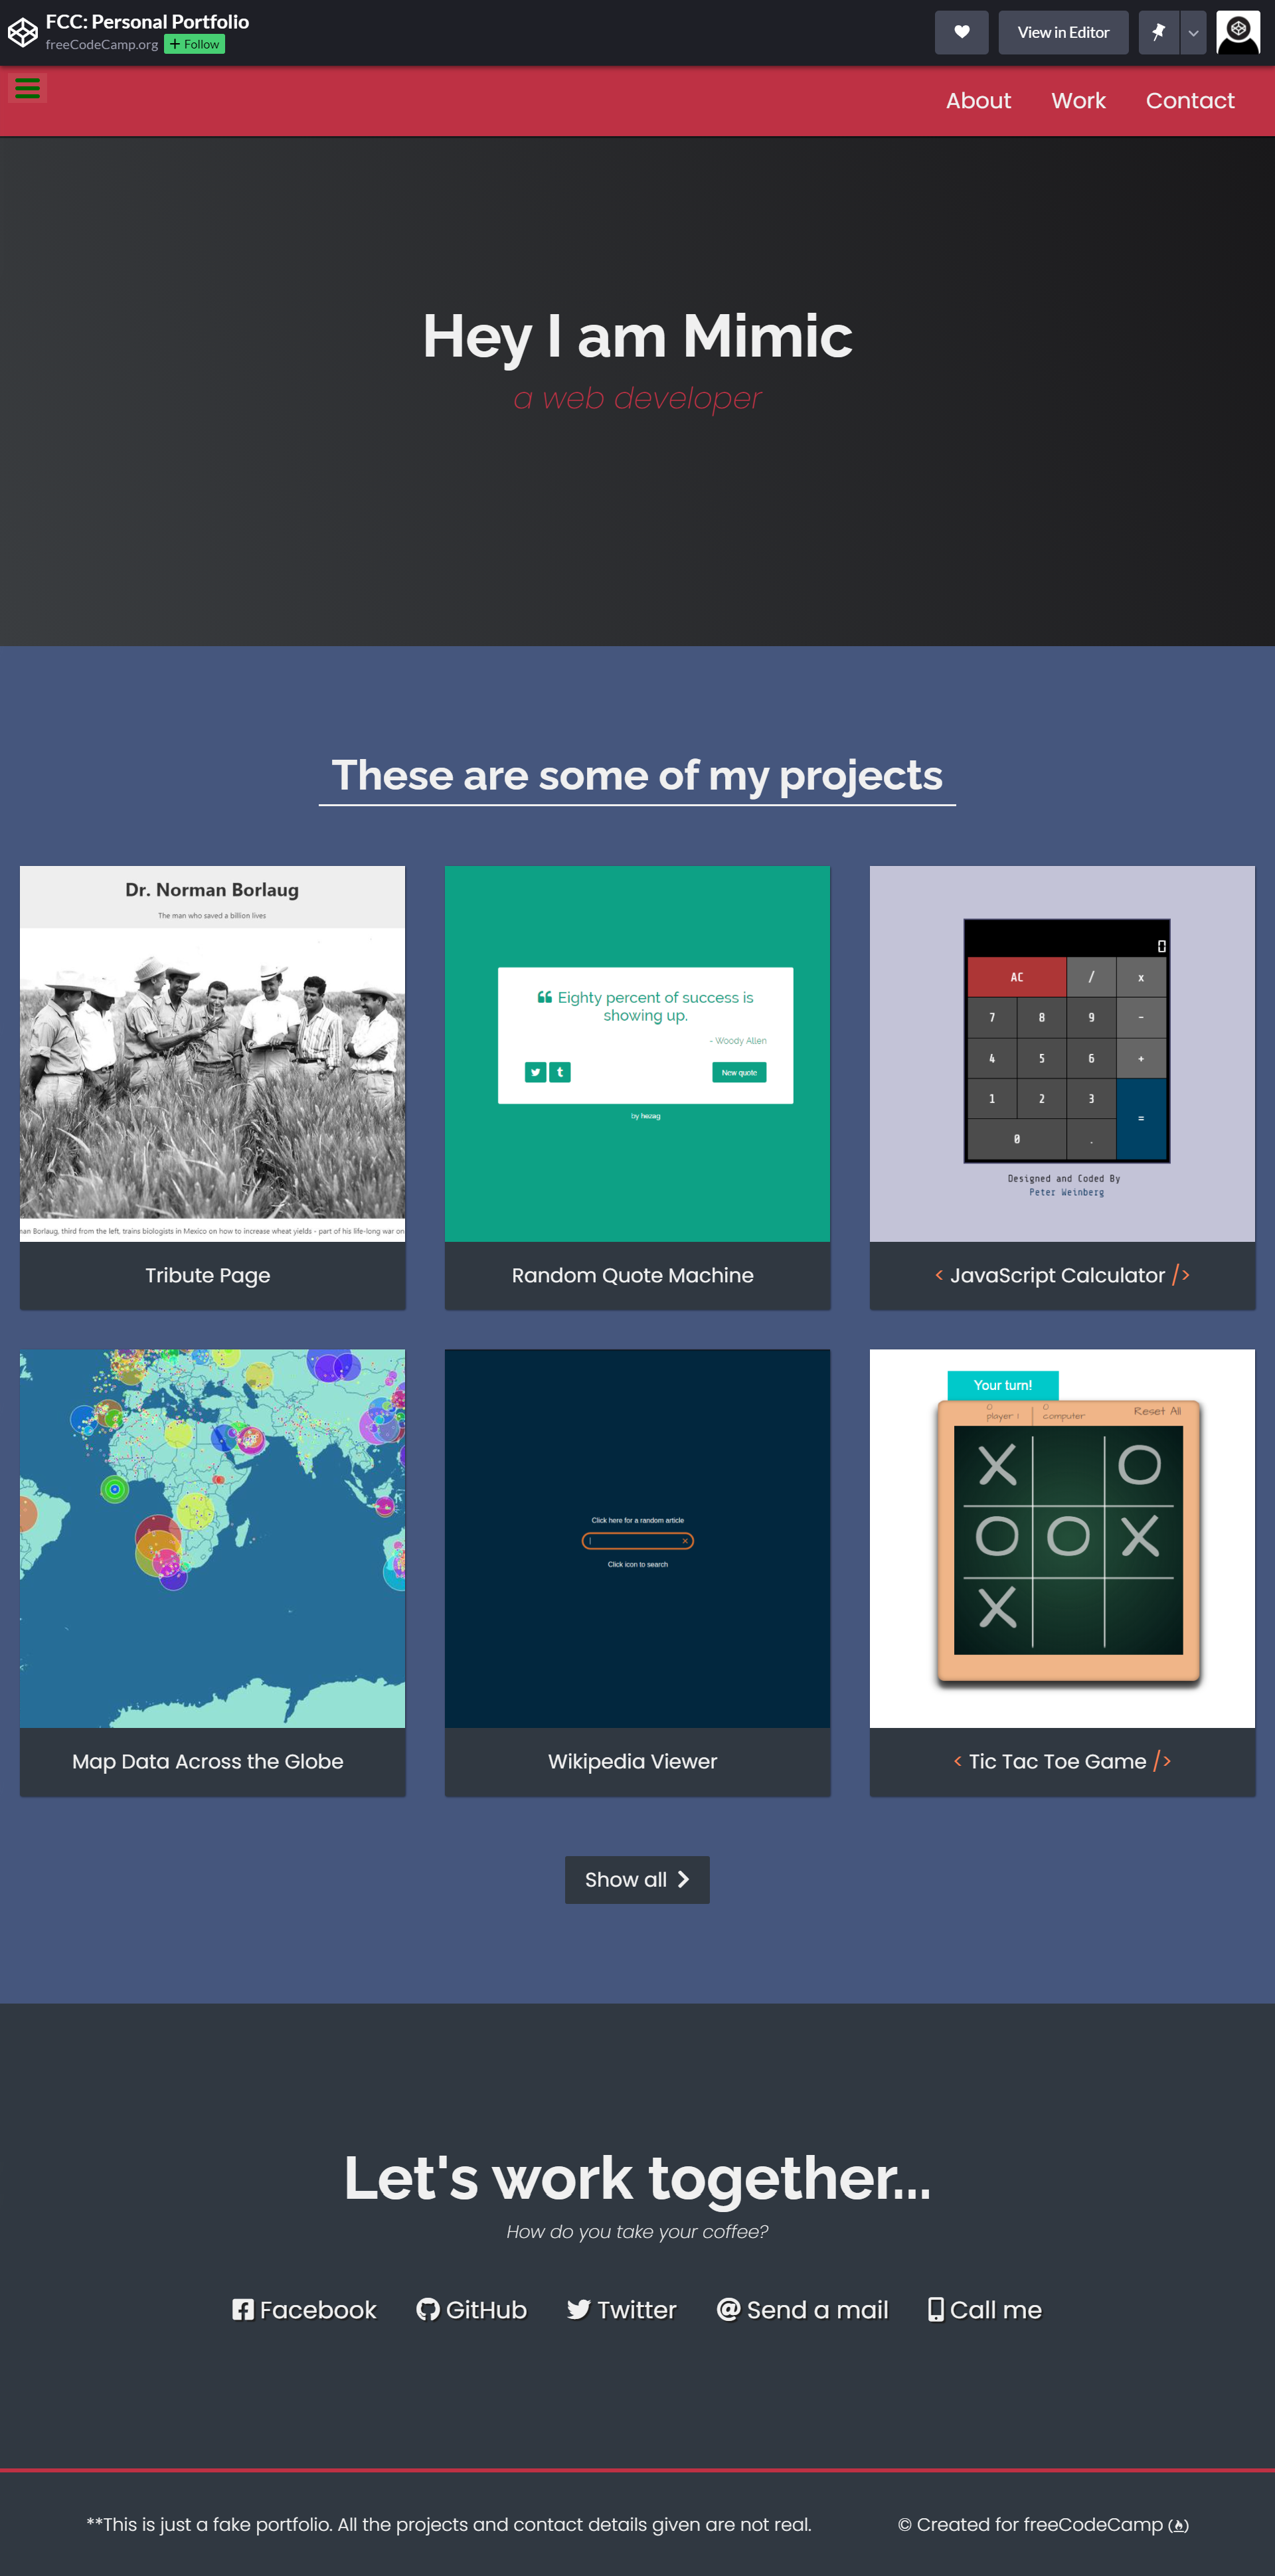 FCC: Personal Portfolio
freeCodeCamp.org
+ Follow
View in Editor
About
Work
Contact
Hey I am Mimic
a web developer
These are some of my projects
Dr. Norman Borlaug
The man who saved a billion lives
Borlaug, third from the left, trains biologists in Mexico on how to increase wheat yields - part of his life-long war on
Tribute Page
Eighty percent of success is
showing up.
- Woody Allen
New quote
by hezag
Random Quote Machine
0
AC / x
7 8 9 -
4 5 6 +
1 2 3 =
0 .
Designed and Coded By
Peter Weinberg
< JavaScript Calculator />
Map Data Across the Globe
Click here for a random article
Click icon to search
Wikipedia Viewer
Your turn!
0 0
player 1 computer Reset All
X O
O O X
X
< Tic Tac Toe Game />
Show all
Let's work together...
How do you take your coffee?
Facebook
GitHub
Twitter
@ Send a mail
Call me
**This is just a fake portfolio. All the projects and contact details given are not real.
© Created for freeCodeCamp